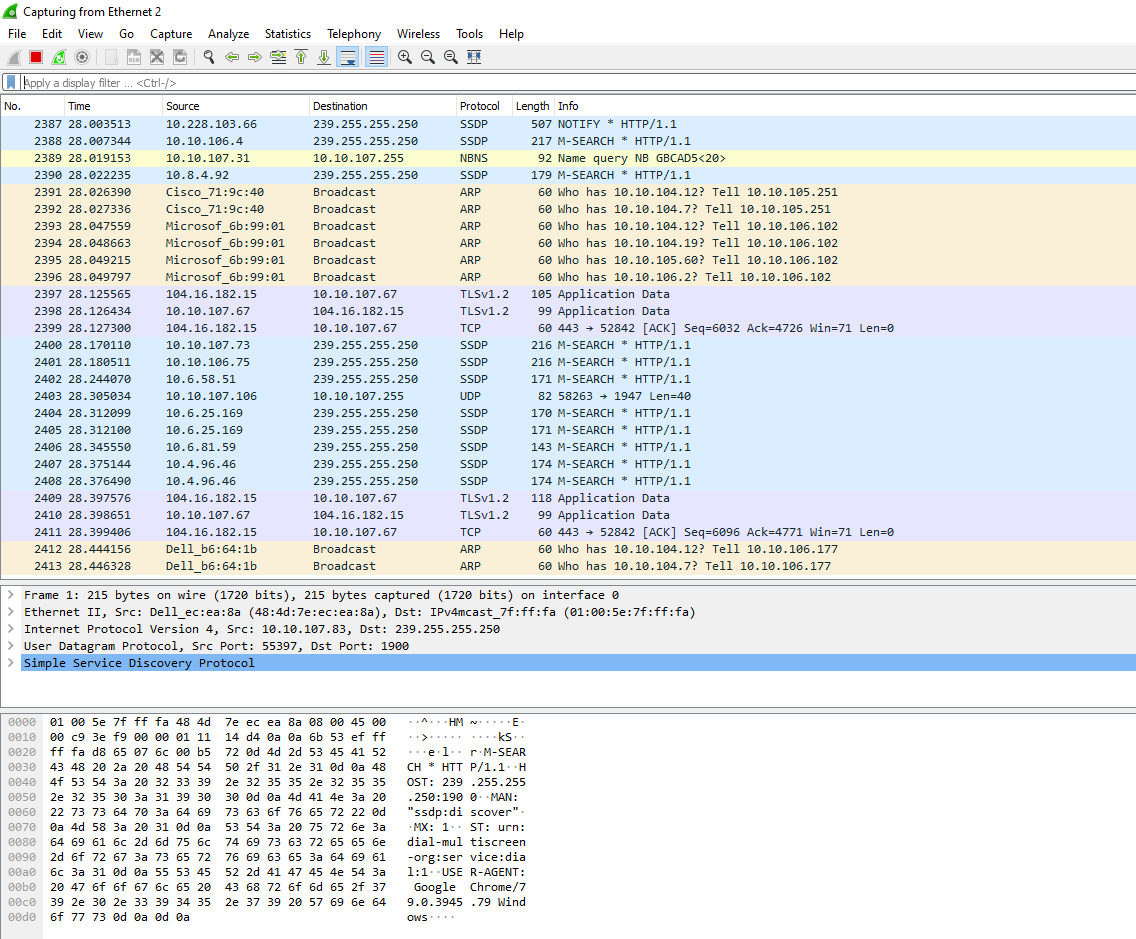 Capturing from Ethernet 2
File Edit View Go Capture Analyze Statistics Telephony Wireless Tools Help
Apply a display filter ... <Ctrl-/>
No. Time Source Destination Protocol Length Info
2387 28.003513 10.228.103.66 239.255.255.250 SSDP 507 NOTIFY * HTTP/1.1
2388 28.007344 10.10.106.4 239.255.255.250 SSDP 217 M-SEARCH * HTTP/1.1
2389 28.019153 10.10.107.31 10.10.107.255 NBNS 92 Name query NB GBCAD5<20>
2390 28.022235 10.8.4.92 239.255.255.250 SSDP 179 M-SEARCH * HTTP/1.1
2391 28.026390 Cisco_71:9c:40 Broadcast ARP 60 Who has 10.10.104.12? Tell 10.10.105.251
2392 28.027336 Cisco_71:9c:40 Broadcast ARP 60 Who has 10.10.104.7? Tell 10.10.105.251
2393 28.047559 Microsof_6b:99:01 Broadcast ARP 60 Who has 10.10.104.12? Tell 10.10.106.102
2394 28.048663 Microsof_6b:99:01 Broadcast ARP 60 Who has 10.10.104.19? Tell 10.10.106.102
2395 28.049215 Microsof_6b:99:01 Broadcast ARP 60 Who has 10.10.105.60? Tell 10.10.106.102
2396 28.049797 Microsof_6b:99:01 Broadcast ARP 60 Who has 10.10.106.2? Tell 10.10.106.102
2397 28.125565 104.16.182.15 10.10.107.67 TLSv1.2 105 Application Data
2398 28.126434 10.10.107.67 104.16.182.15 TLSv1.2 99 Application Data
2399 28.127300 104.16.182.15 10.10.107.67 TCP 60 443 → 52842 [ACK] Seq=6032 Ack=4726 Win=71 Len=0
2400 28.170110 10.10.107.73 239.255.255.250 SSDP 216 M-SEARCH * HTTP/1.1
2401 28.180511 10.10.106.75 239.255.255.250 SSDP 216 M-SEARCH * HTTP/1.1
2402 28.244070 10.6.58.51 239.255.255.250 SSDP 171 M-SEARCH * HTTP/1.1
2403 28.305034 10.10.107.106 10.10.107.255 UDP 82 58263 → 1947 Len=40
2404 28.312099 10.6.25.169 239.255.255.250 SSDP 170 M-SEARCH * HTTP/1.1
2405 28.312100 10.6.25.169 239.255.255.250 SSDP 171 M-SEARCH * HTTP/1.1
2406 28.345550 10.6.81.59 239.255.255.250 SSDP 143 M-SEARCH * HTTP/1.1
2407 28.375144 10.4.96.46 239.255.255.250 SSDP 174 M-SEARCH * HTTP/1.1
2408 28.376490 10.4.96.46 239.255.255.250 SSDP 174 M-SEARCH * HTTP/1.1
2409 28.397576 104.16.182.15 10.10.107.67 TLSv1.2 118 Application Data
2410 28.398651 10.10.107.67 104.16.182.15 TLSv1.2 99 Application Data
2411 28.399406 104.16.182.15 10.10.107.67 TCP 60 443 → 52842 [ACK] Seq=6096 Ack=4771 Win=71 Len=0
2412 28.444156 Dell_b6:64:1b Broadcast ARP 60 Who has 10.10.104.12? Tell 10.10.106.177
2413 28.446328 Dell_b6:64:1b Broadcast ARP 60 Who has 10.10.104.7? Tell 10.10.106.177
Frame 1: 215 bytes on wire (1720 bits), 215 bytes captured (1720 bits) on interface 0
Ethernet II, Src: Dell_ec:ea:8a (48:4d:7e:ec:ea:8a), Dst: IPv4mcast_7f:ff:fa (01:00:5e:7f:ff:fa)
Internet Protocol Version 4, Src: 10.10.107.83, Dst: 239.255.255.250
User Datagram Protocol, Src Port: 55397, Dst Port: 1900
Simple Service Discovery Protocol
0000 01 00 5e 7f ff fa 48 4d 7e ec ea 8a 08 00 45 00 ··^···HM ~·····E·
0010 00 c9 3e f9 00 00 01 11 14 d4 0a 0a 6b 53 ef ff ··>····· ····kS··
0020 ff fa d8 65 07 6c 00 b5 72 0d 4d 2d 53 45 41 52 ···e·l·· r·M-SEAR
0030 43 48 20 2a 20 48 54 54 50 2f 31 2e 31 0d 0a 48 CH * HTT P/1.1··H
0040 4f 53 54 3a 20 32 33 39 2e 32 35 35 2e 32 35 35 OST: 239 .255.255
0050 2e 32 35 30 3a 31 39 30 30 0d 0a 4d 41 4e 3a 20 .250:190 0··MAN:
0060 22 73 73 64 70 3a 64 69 73 63 6f 76 65 72 22 0d "ssdp:di scover"·
0070 0a 4d 58 3a 20 31 0d 0a 53 54 3a 20 75 72 6e 3a ·MX: 1·· ST: urn:
0080 64 69 61 6c 2d 6d 75 6c 74 69 73 63 72 65 65 6e dial-mul tiscreen
0090 2d 6f 72 67 3a 73 65 72 76 69 63 65 3a 64 69 61 -org:ser vice:dia
00a0 6c 3a 31 0d 0a 55 53 45 52 2d 41 47 45 4e 54 3a l:1··USE R-AGENT:
00b0 20 47 6f 6f 67 6c 65 20 43 68 72 6f 6d 65 2f 37 Google Chrome/7
00c0 39 2e 30 2e 33 39 34 35 2e 37 39 20 57 69 6e 64 9.0.3945 .79 Wind
00d0 6f 77 73 0d 0a 0d 0a ows····